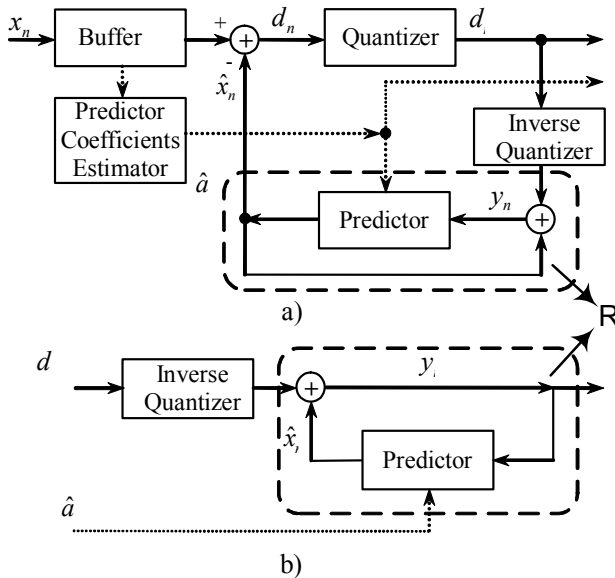 x_n
Buffer
+
d_n
Quantizer
d
-
x̂_n
Predictor
Coefficients
Estimator
Inverse
Quantizer
â
Predictor
y_n
+
a)
R
d
Inverse
Quantizer
+
y
x̂
Predictor
â
b)